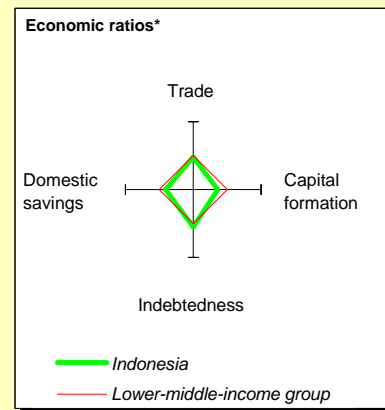 Economic ratios*
Trade
Domestic
savings
Capital
formation
Indebtedness
Indonesia
Lower-middle-income group